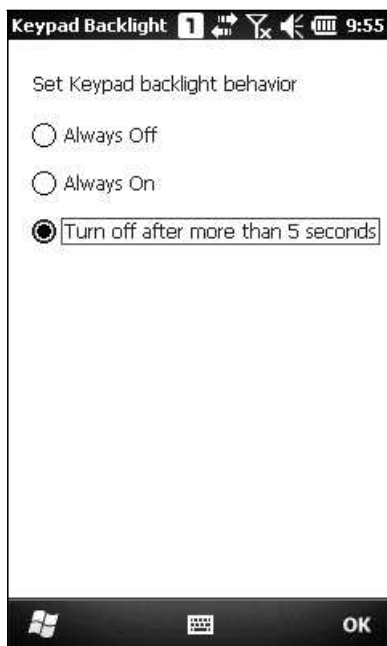 Keypad Backlight 1 9:55
Set Keypad backlight behavior
Always Off
Always On
Turn off after more than 5 seconds
OK